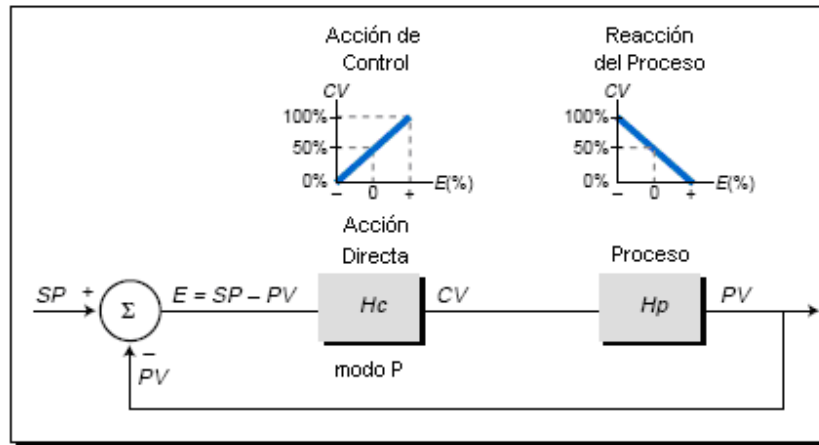 Acción de
Control
Reacción
del Proceso
CV
100%
50%
0%
– 0 +
E(%)
CV
100%
50%
0%
– 0 +
E(%)
Acción
Directa
Proceso
SP + Σ E = SP – PV Hc CV Hp PV
–
PV
modo P